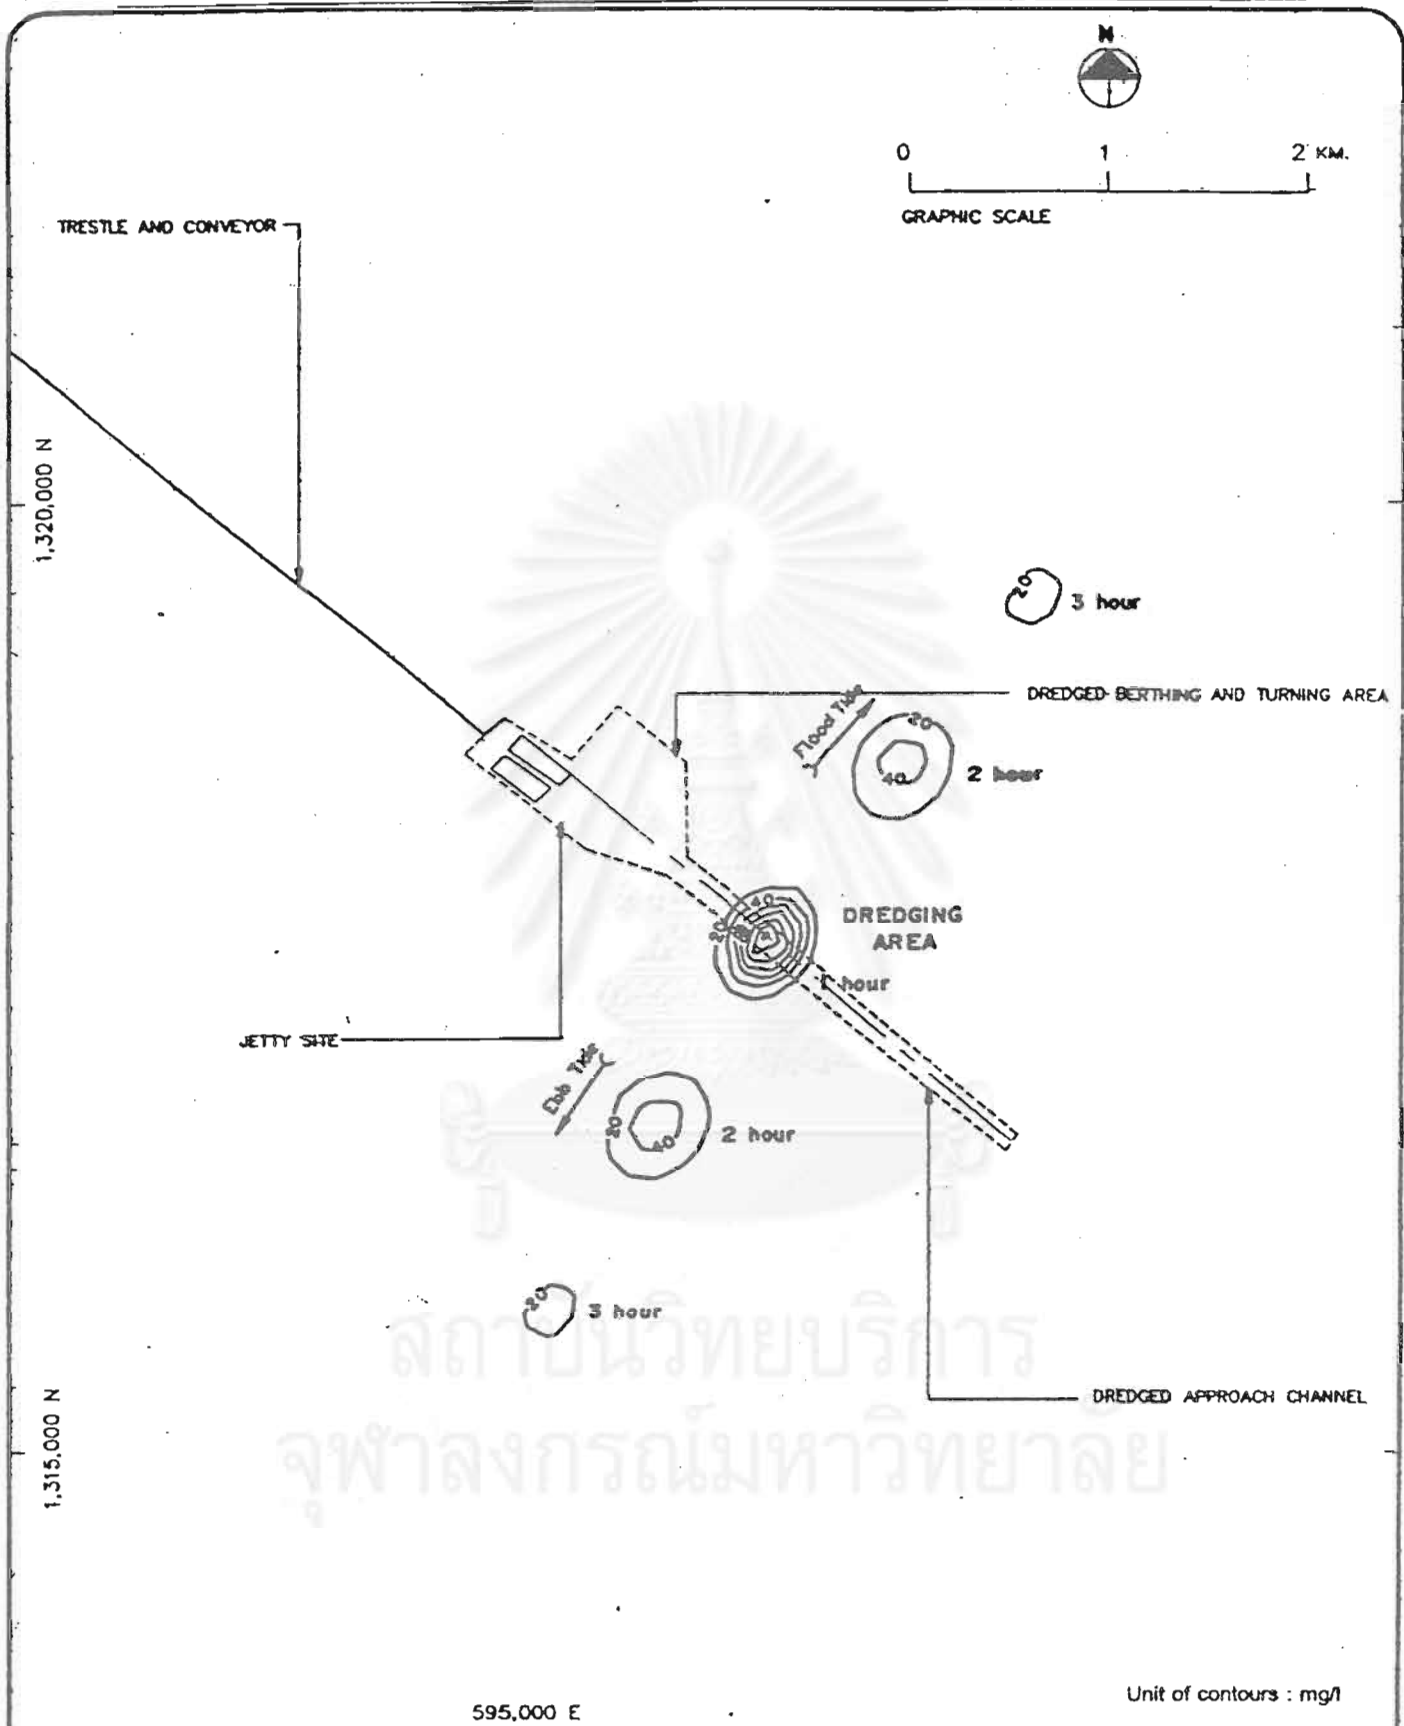 N
0 1 2 KM.
GRAPHIC SCALE
TRESTLE AND CONVEYOR
1,320,000 N
20
3 hour
DREDGED BERTHING AND TURNING AREA
Flood Tide
20
40
2 hour
40
20
DREDGING
AREA
1 hour
JETTY SITE
Ebb Tide
20
40
2 hour
20
3 hour
สถาบันวิทยบริการ
DREDGED APPROACH CHANNEL
จุฬาลงกรณ์มหาวิทยาลัย
1,315,000 N
Unit of contours : mg/l
595,000 E